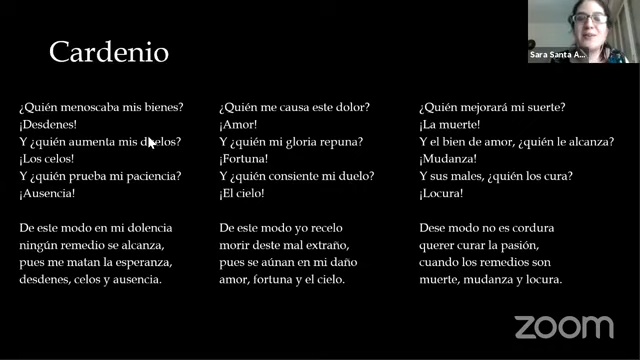 Sara Santa A...
Cardenio
¿Quién menoscaba mis bienes?
¡Desdenes!
Y ¿quién aumenta mis duelos?
¡Los celos!
Y ¿quién prueba mi paciencia?
¡Ausencia!
De este modo en mi dolencia
ningún remedio se alcanza,
pues me matan la esperanza,
desdenes, celos y ausencia.
¿Quién me causa este dolor?
¡Amor!
Y ¿quién mi gloria repuna?
¡Fortuna!
Y ¿quién consiente mi duelo?
¡El cielo!
De este modo yo recelo
morir deste mal extraño,
pues se aúnan en mi daño
amor, fortuna y el cielo.
¿Quién mejorará mi suerte?
¡La muerte!
Y el bien de amor, ¿quién le alcanza?
¡Mudanza!
Y sus males, ¿quién los cura?
¡Locura!
Dese modo no es cordura
querer curar la pasión,
cuando los remedios son
muerte, mudanza y locura.
zoom